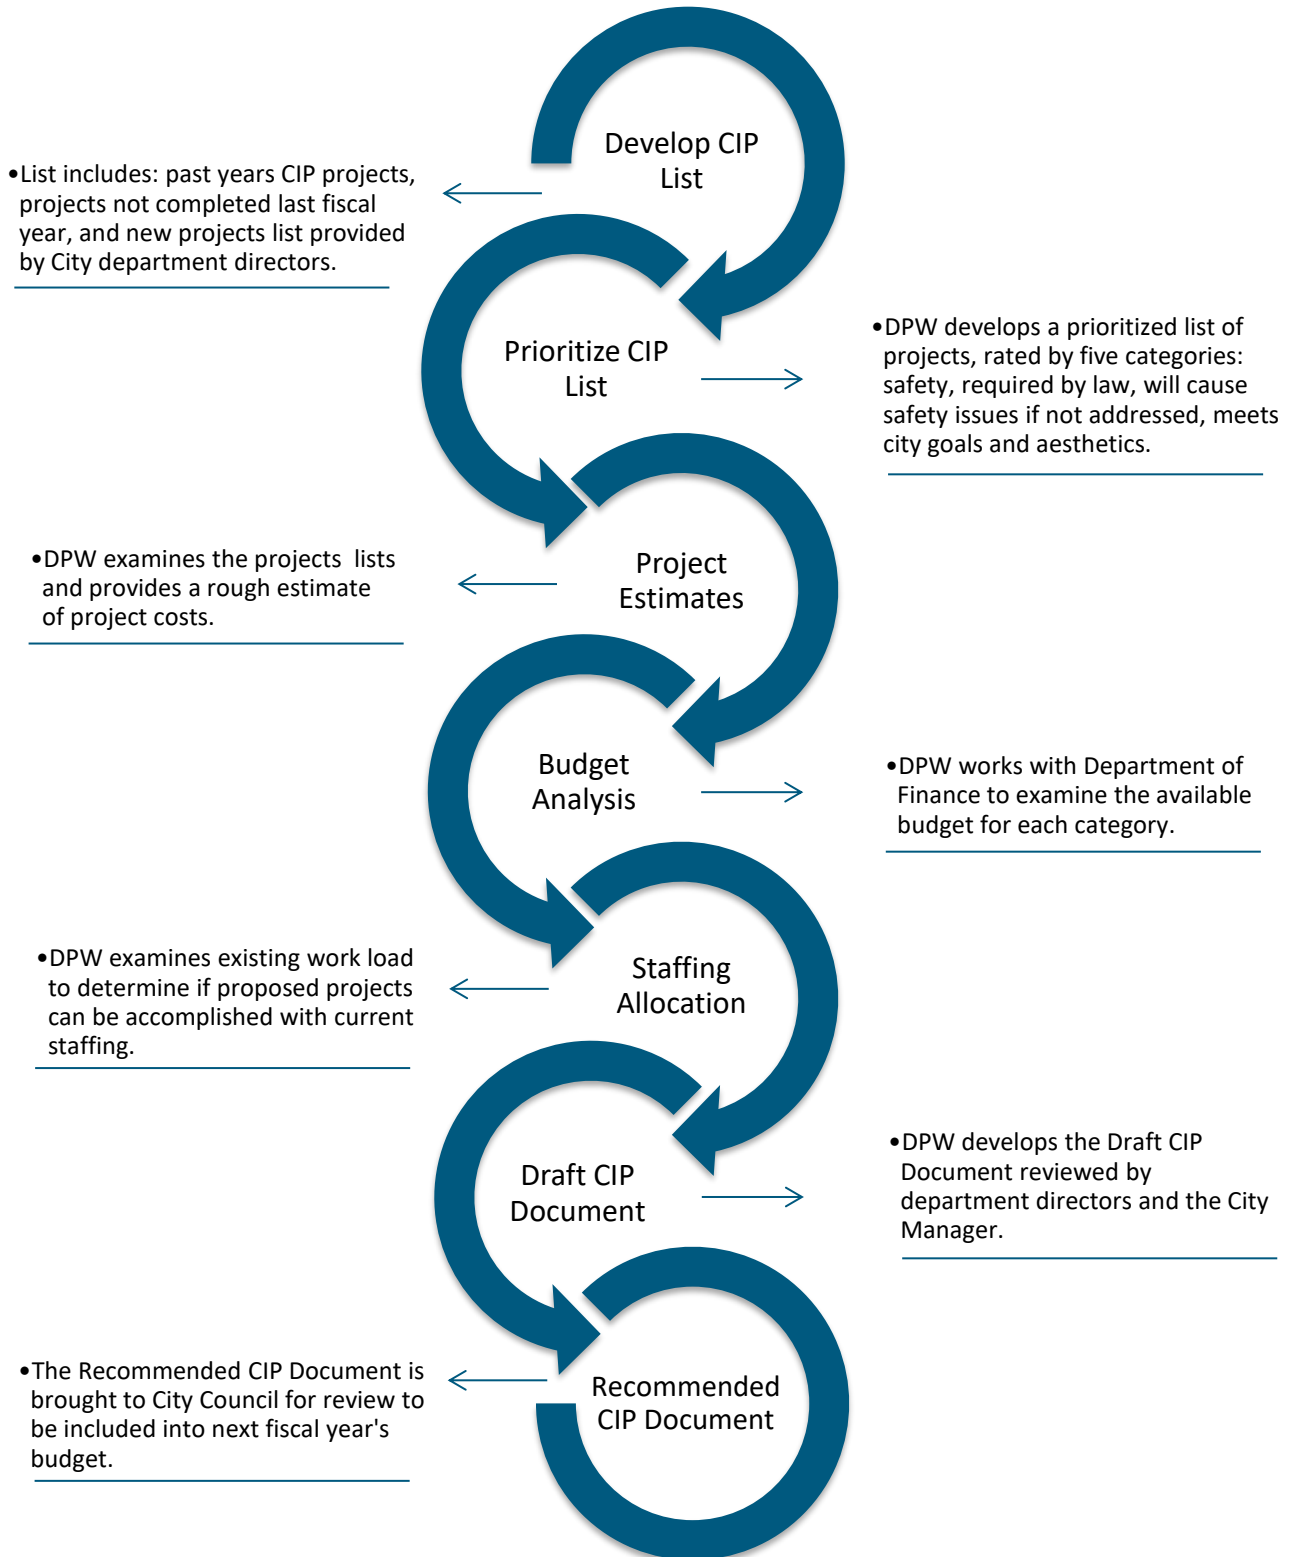 Develop CIP
List
•List includes: past years CIP projects,
projects not completed last fiscal
year, and new projects list provided
by City department directors.
Prioritize CIP
List
•DPW develops a prioritized list of
projects, rated by five categories:
safety, required by law, will cause
safety issues if not addressed, meets
city goals and aesthetics.
Project
Estimates
•DPW examines the projects  lists
and provides a rough estimate
of project costs.
Budget
Analysis
•DPW works with Department of
Finance to examine the available
budget for each category.
Staffing
Allocation
•DPW examines existing work load
to determine if proposed projects
can be accomplished with current
staffing.
Draft CIP
Document
•DPW develops the Draft CIP
Document reviewed by
department directors and the City
Manager.
Recommended
CIP Document
•The Recommended CIP Document is
brought to City Council for review to
be included into next fiscal year's
budget.